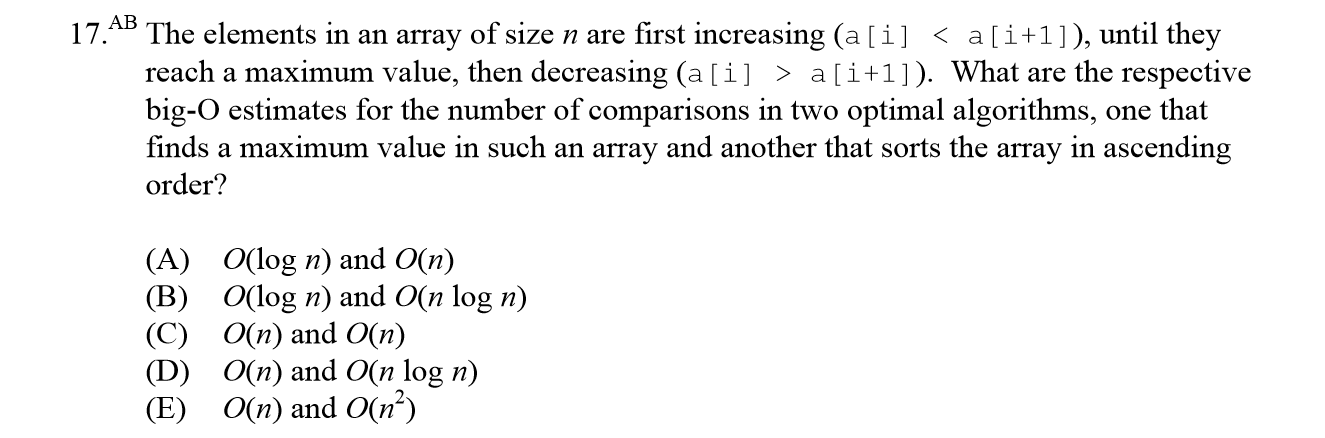 17.AB The elements in an array of size n are first increasing (a[i] < a[i+1]), until they
reach a maximum value, then decreasing (a[i] > a[i+1]). What are the respective
big-O estimates for the number of comparisons in two optimal algorithms, one that
finds a maximum value in such an array and another that sorts the array in ascending
order?
(A) O(log n) and O(n)
(B) O(log n) and O(n log n)
(C) O(n) and O(n)
(D) O(n) and O(n log n)
(E) O(n) and O(n²)